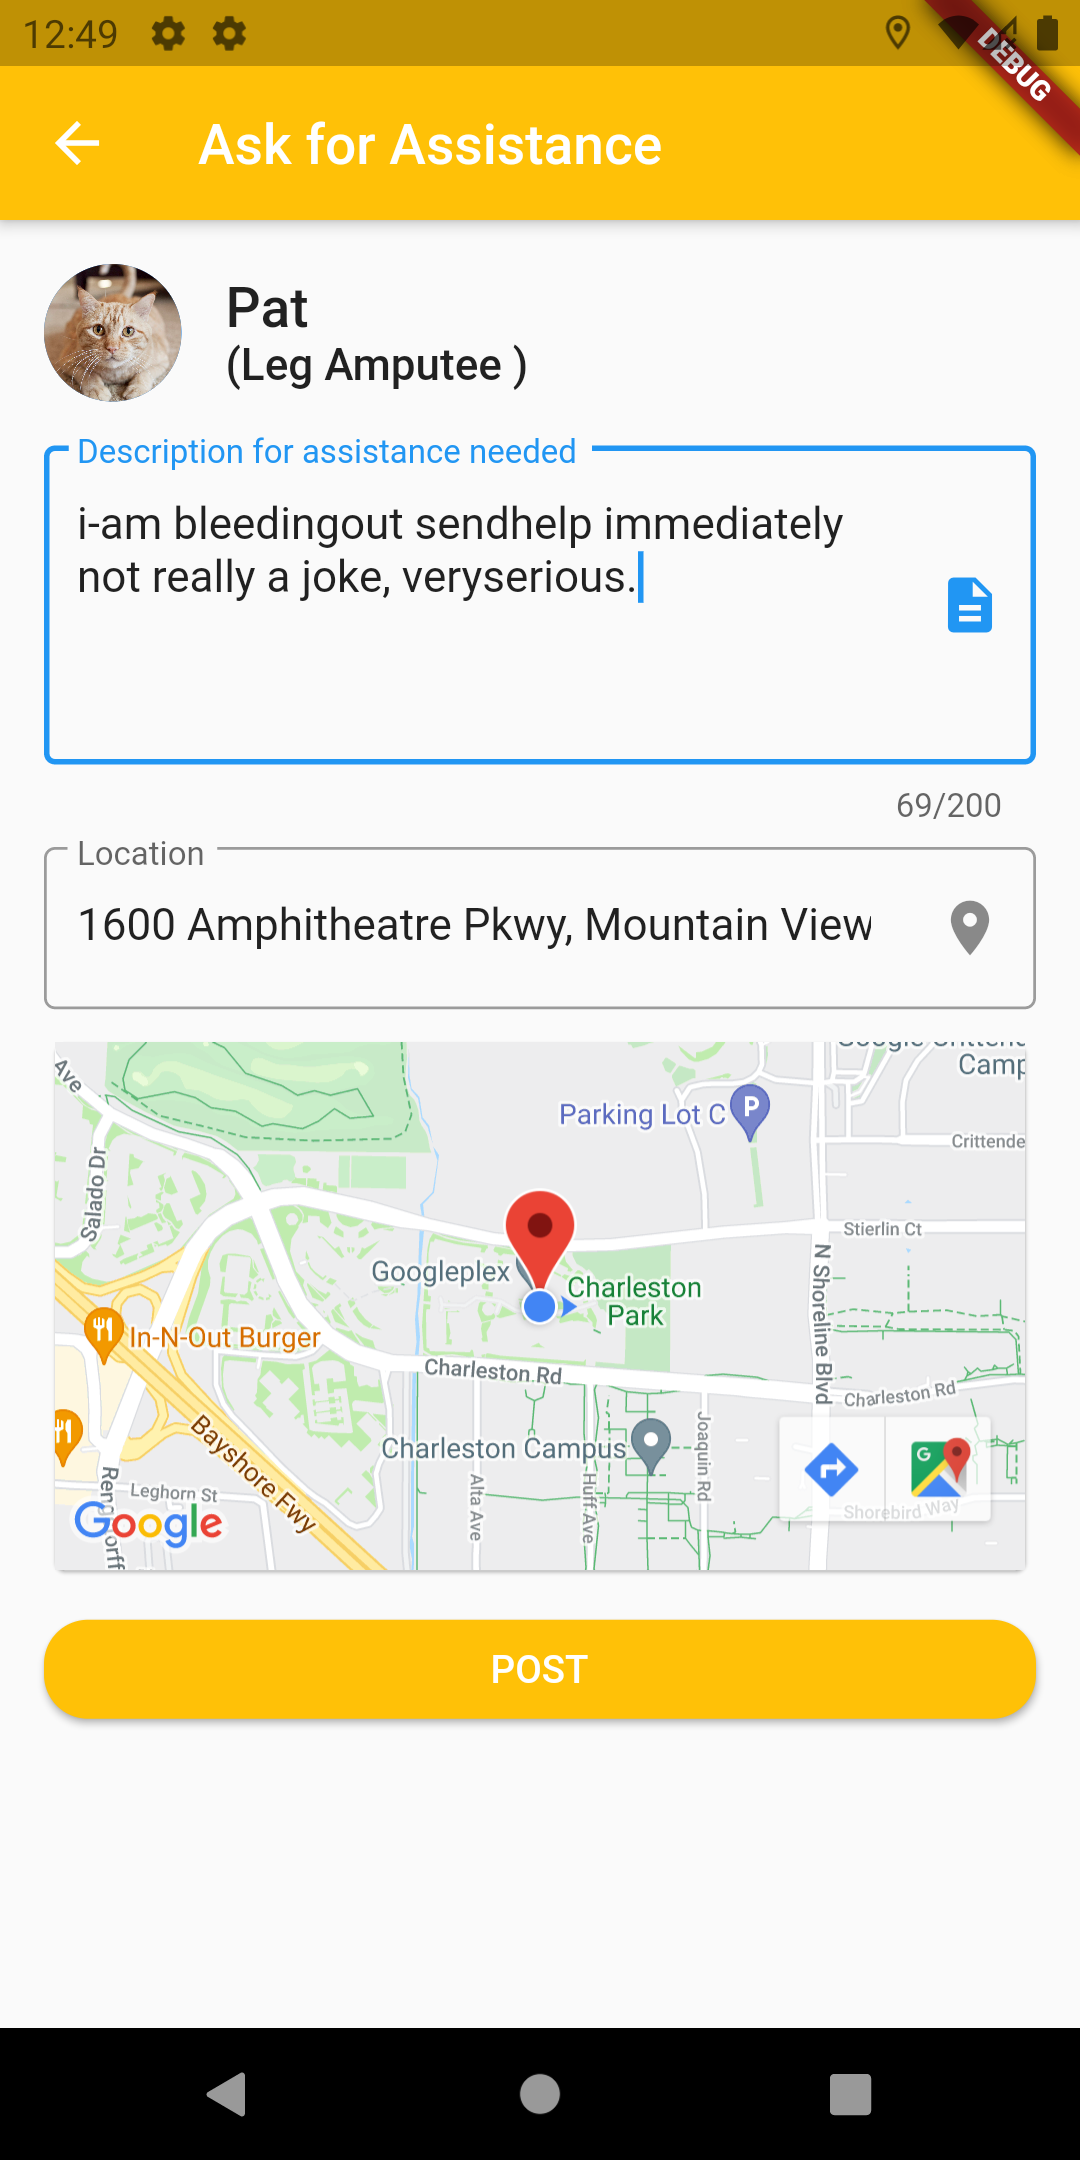 12:49
DEBUG
Ask for Assistance
Pat
(Leg Amputee )
Description for assistance needed
i-am bleedingout sendhelp immediately
not really a joke, veryserious.
69/200
Location
1600 Amphitheatre Pkwy, Mountain View
Ave
Camp
Parking Lot C
P
Crittende
Salado Dr
Stierlin Ct
N Shoreline Blvd
Googleplex
Charleston
Park
In-N-Out Burger
Charleston Rd
Charleston Rd
Bayshore Fwy
Charleston Campus
Joaquin Rd
Alta Ave
Huff Ave
Leghorn St
Shorebird Way
Google
G
POST